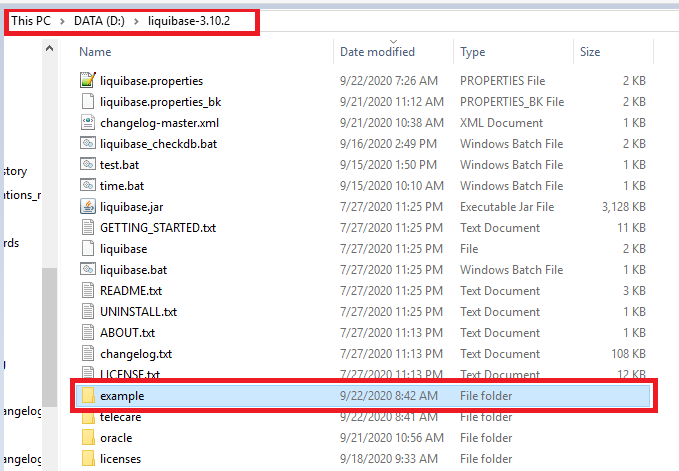 This PC > DATA (D:) > liquibase-3.10.2
Name Date modified Type Size
liquibase.properties 9/22/2020 7:26 AM PROPERTIES File 2 KB
liquibase.properties_bk 9/21/2020 11:12 AM PROPERTIES_BK File 2 KB
changelog-master.xml 9/21/2020 10:38 AM XML Document 1 KB
liquibase_checkdb.bat 9/16/2020 2:49 PM Windows Batch File 2 KB
test.bat 9/15/2020 1:50 PM Windows Batch File 1 KB
story time.bat 9/15/2020 10:10 AM Windows Batch File 1 KB
ations_r liquibase.jar 7/27/2020 11:25 PM Executable Jar File 3,128 KB
GETTING_STARTED.txt 7/27/2020 11:25 PM Text Document 11 KB
ards liquibase 7/27/2020 11:25 PM File 2 KB
liquibase.bat 7/27/2020 11:25 PM Windows Batch File 1 KB
README.txt 7/27/2020 11:25 PM Text Document 3 KB
UNINSTALL.txt 7/27/2020 11:25 PM Text Document 1 KB
ABOUT.txt 7/27/2020 11:13 PM Text Document 1 KB
changelog.txt 7/27/2020 11:13 PM Text Document 108 KB
LICENSE.txt 7/27/2020 11:13 PM Text Document 12 KB
example 9/22/2020 8:42 AM File folder
angelog telecare 9/22/2020 8:41 AM File folder
oracle 9/21/2020 10:56 AM File folder
angelog licenses 9/18/2020 9:33 AM File folder